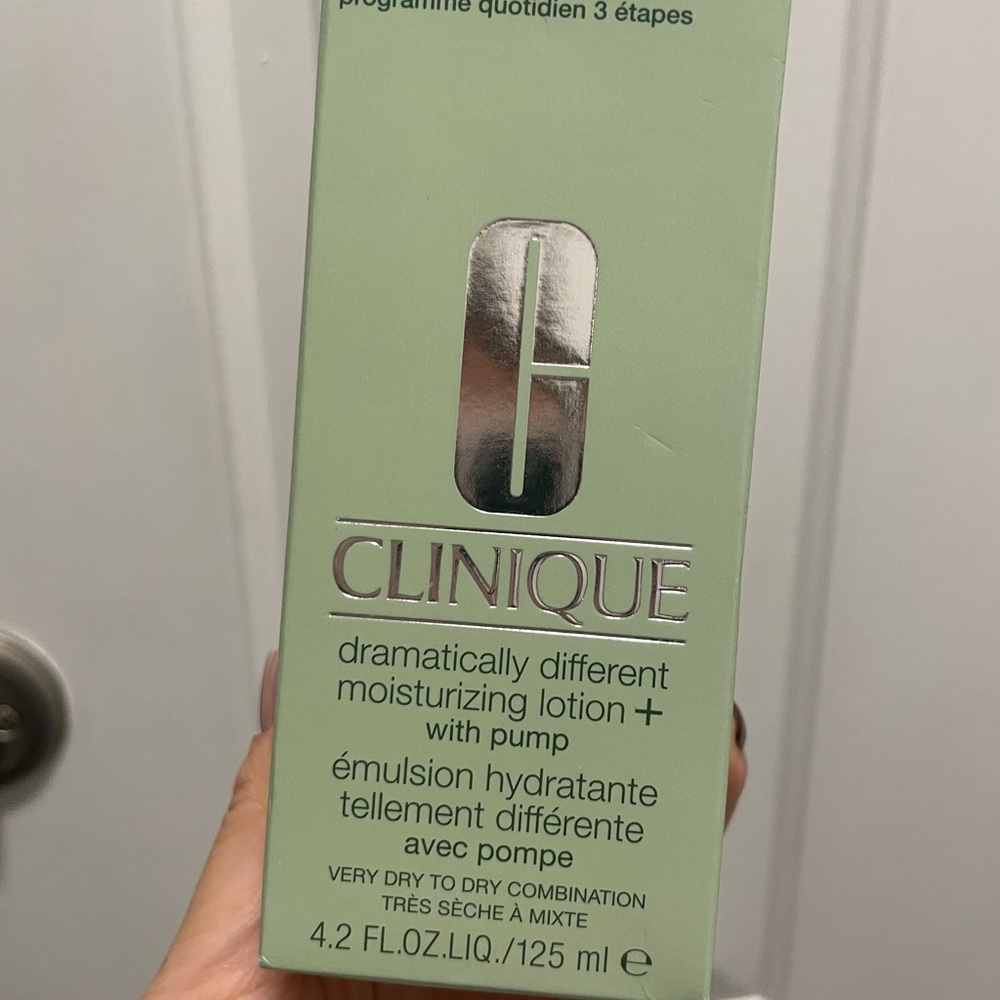 programme quotidien 3 étapes
CLINIQUE
dramatically different
moisturizing lotion +
with pump
émulsion hydratante
tellement différente
avec pompe
VERY DRY TO DRY COMBINATION
TRÈS SÈCHE À MIXTE
4.2 FL.OZ.LIQ./125 ml ℮